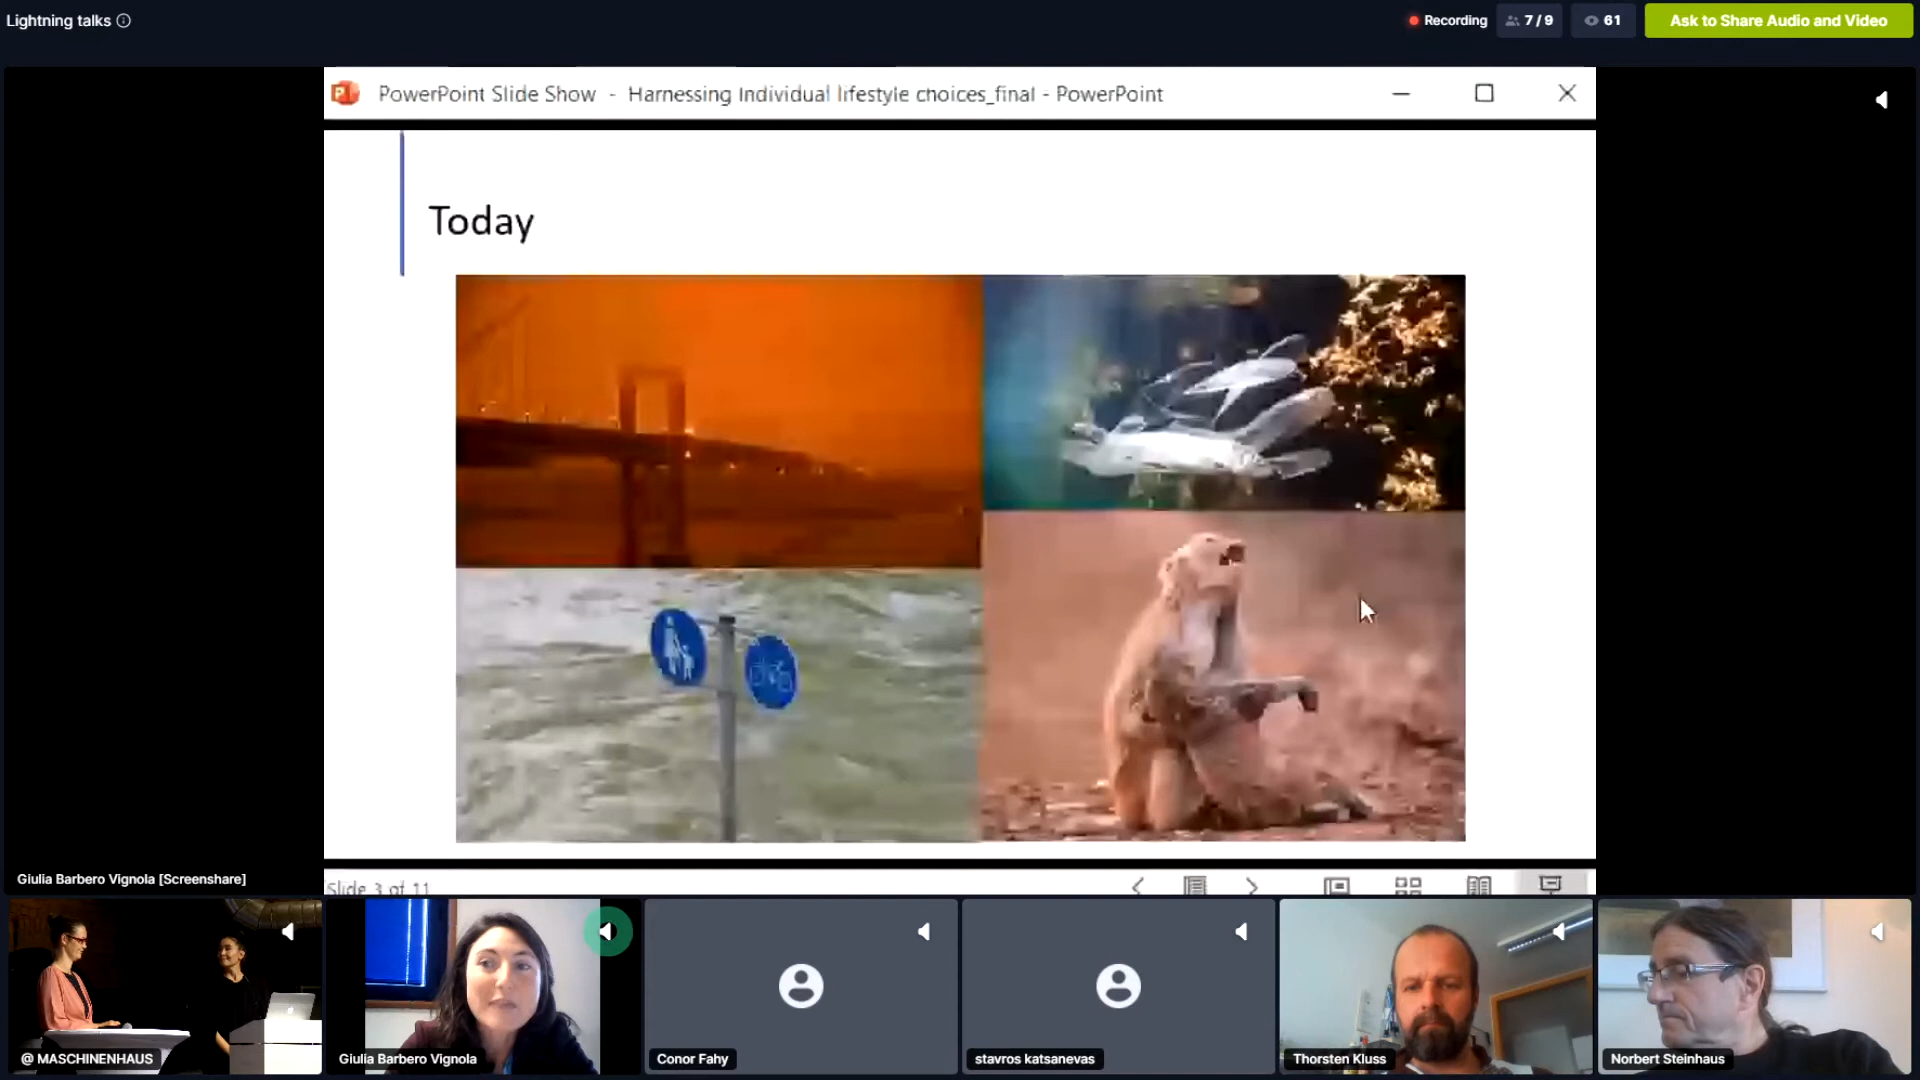 Lightning talks
Recording
7 / 9
61
Ask to Share Audio and Video
PowerPoint Slide Show - Harnessing Individual lifestyle choices_final - PowerPoint
Today
Giulia Barbero Vignola [Screenshare]
Slide 3 of 11
@ MASCHINENHAUS
Giulia Barbero Vignola
Conor Fahy
stavros katsanevas
Thorsten Kluss
Norbert Steinhaus